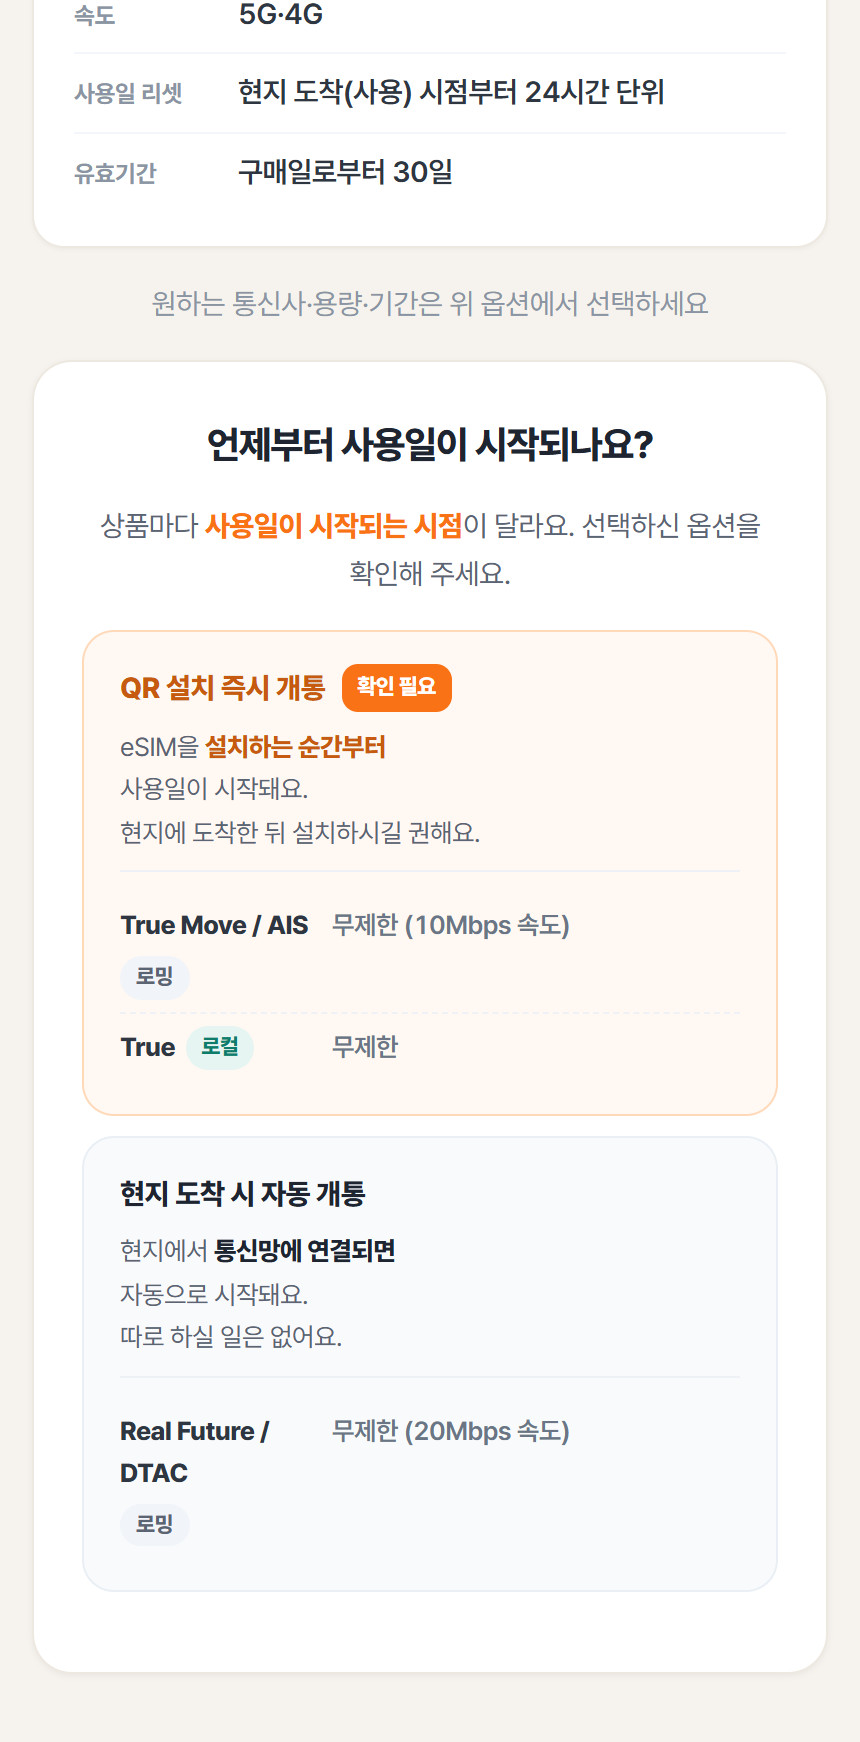 속도 5G·4G
사용일 리셋 현지 도착(사용) 시점부터 24시간 단위
유효기간 구매일로부터 30일
원하는 통신사·용량·기간은 위 옵션에서 선택하세요
언제부터 사용일이 시작되나요?
상품마다 사용일이 시작되는 시점이 달라요. 선택하신 옵션을
확인해 주세요.
QR 설치 즉시 개통 확인 필요
eSIM을 설치하는 순간부터
사용일이 시작돼요.
현지에 도착한 뒤 설치하시길 권해요.
True Move / AIS 무제한 (10Mbps 속도)
로밍
True 로컬 무제한
현지 도착 시 자동 개통
현지에서 통신망에 연결되면
자동으로 시작돼요.
따로 하실 일은 없어요.
Real Future / 무제한 (20Mbps 속도)
DTAC
로밍